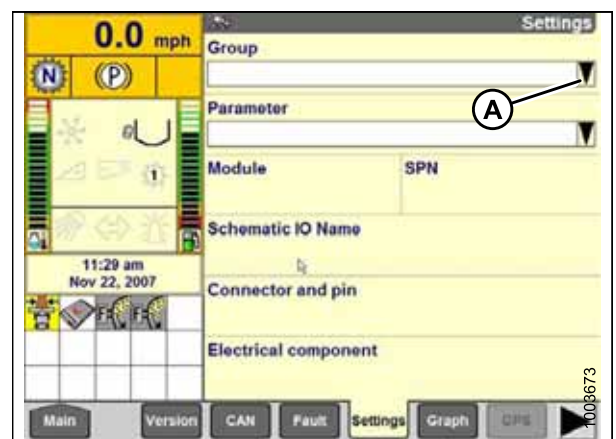 0.0 mph
Settings
Group
N
(P)
A
Parameter
1
Module
SPN
Schematic IO Name
11:29 am
Nov 22, 2007
Connector and pin
Electrical component
1003673
Main
Version
CAN
Fault
Settings
Graph
GPS